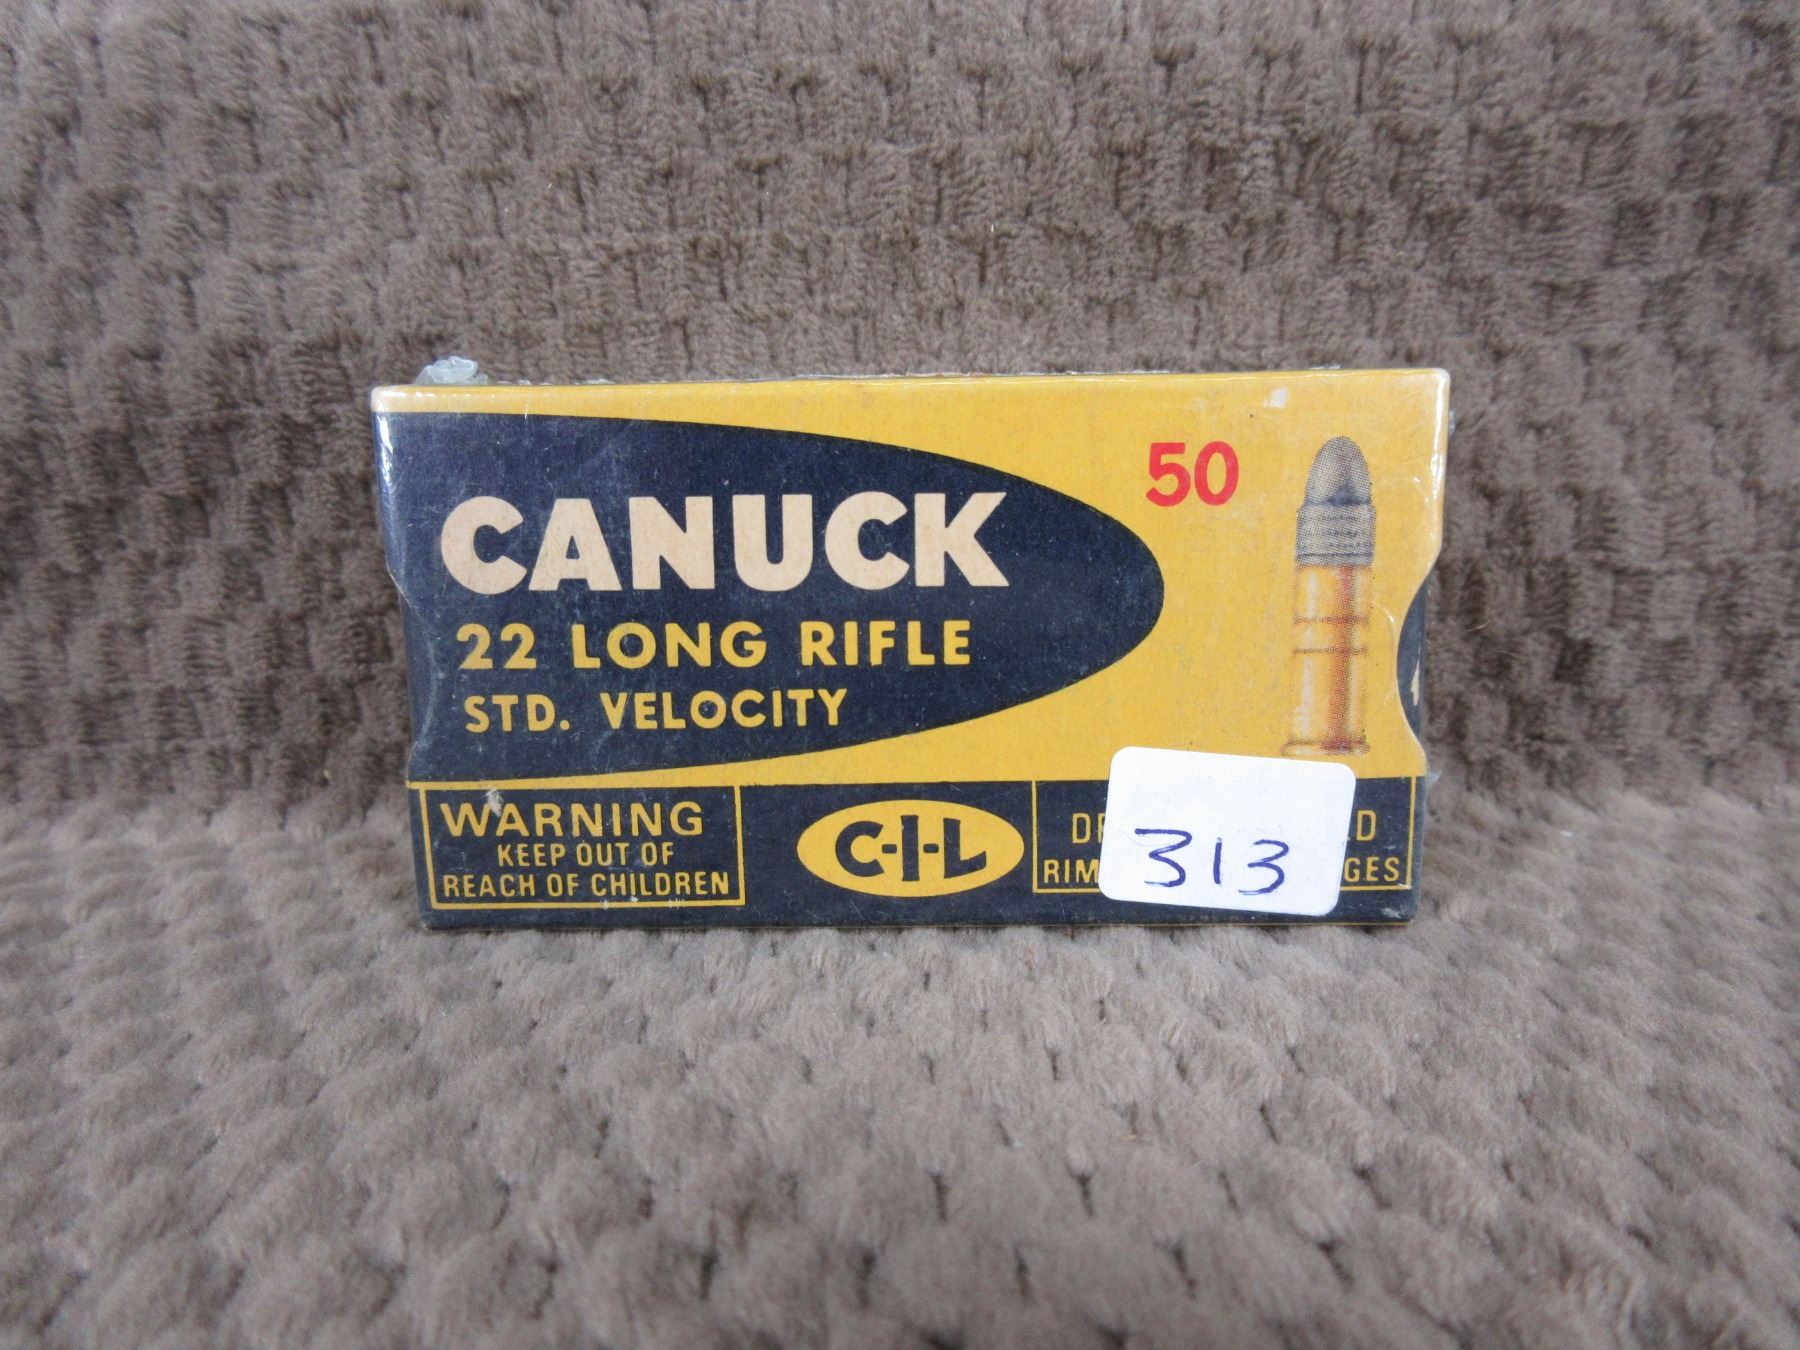 50
CANUCK
22 LONG RIFLE
STD. VELOCITY
WARNING
KEEP OUT OF
REACH OF CHILDREN
C-I-L
313